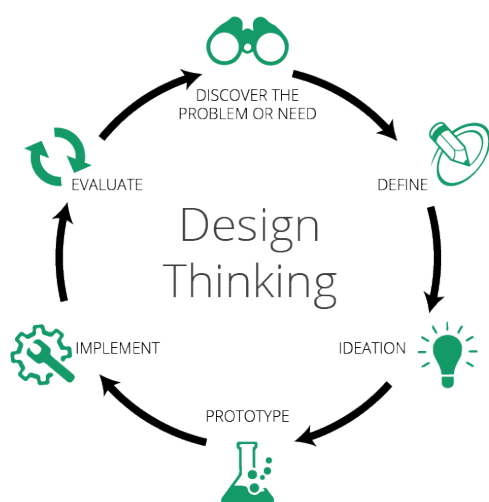 DISCOVER THE
PROBLEM OR NEED
DEFINE
IDEATION
PROTOTYPE
IMPLEMENT
EVALUATE
Design
Thinking